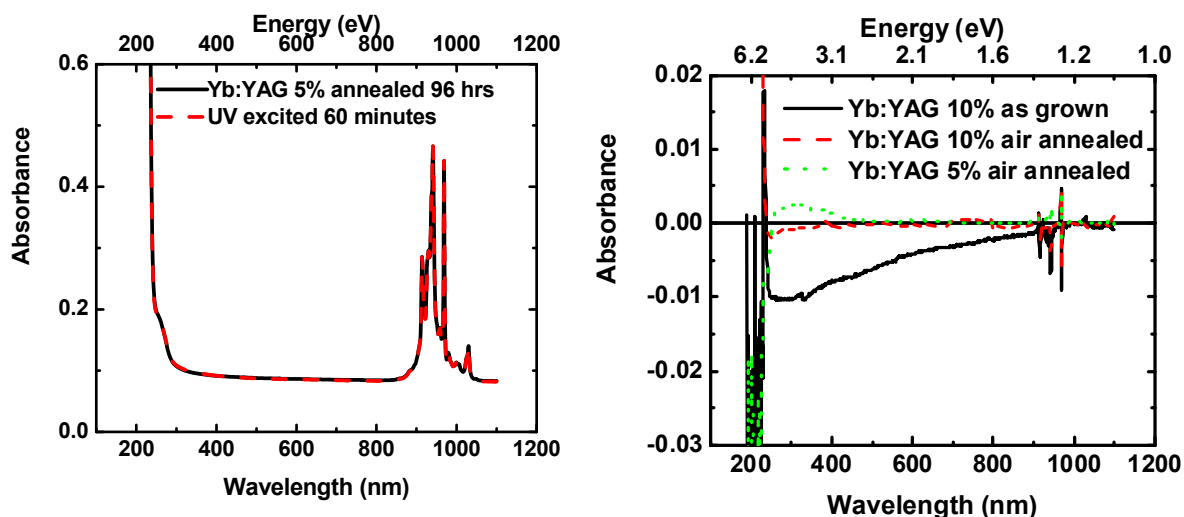 Energy (eV)
200 400 600 800 1000 1200
0.6
0.4
0.2
0.0
Absorbance
Yb:YAG 5% annealed 96 hrs
UV excited 60 minutes
200 400 600 800 1000 1200
Wavelength (nm)
Energy (eV)
6.2 3.1 2.1 1.6 1.2 1.0
0.02
0.01
0.00
-0.01
-0.02
-0.03
Absorbance
Yb:YAG 10% as grown
Yb:YAG 10% air annealed
Yb:YAG 5% air annealed
200 400 600 800 1000 1200
Wavelength (nm)